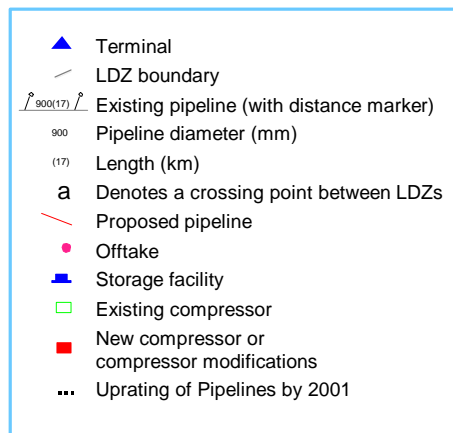 Terminal
LDZ boundary
900(17) Existing pipeline (with distance marker)
900 Pipeline diameter (mm)
(17) Length (km)
a Denotes a crossing point between LDZs
Proposed pipeline
Offtake
Storage facility
Existing compressor
New compressor or
compressor modifications
Uprating of Pipelines by 2001